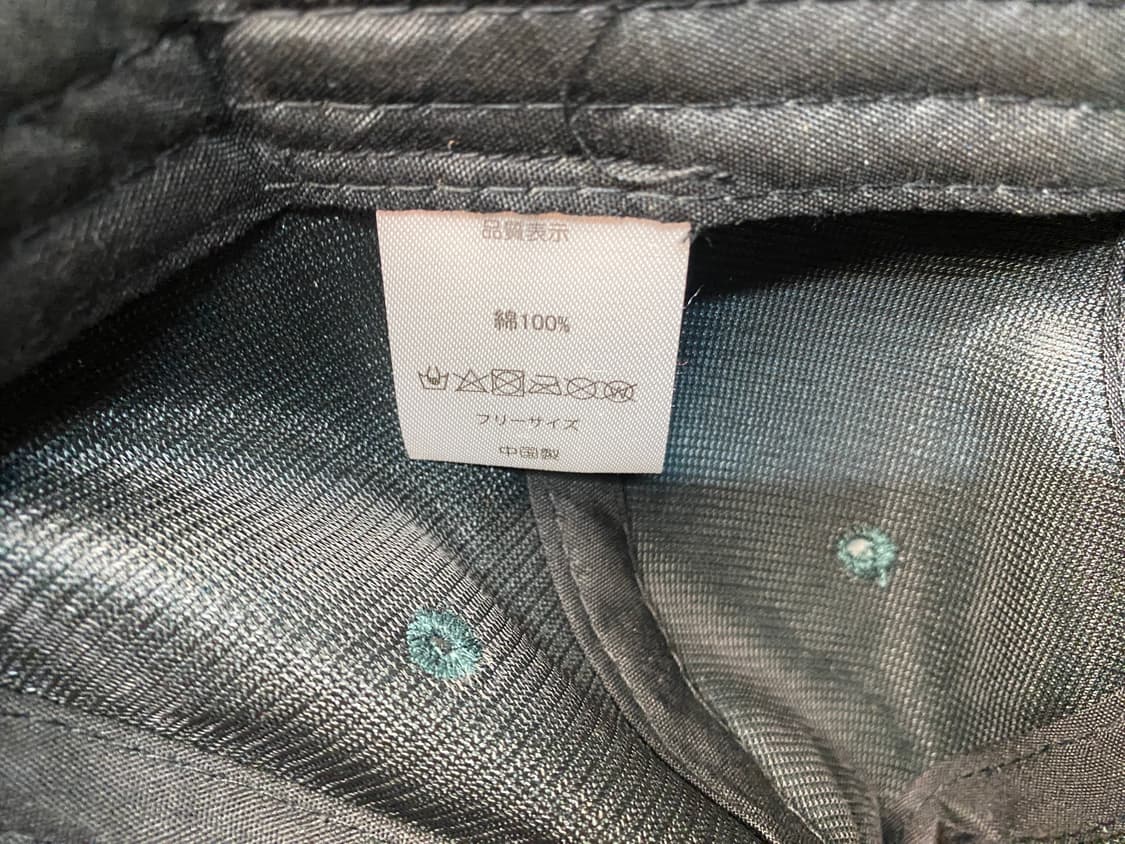 品質表示
綿100%
フリーサイズ
中国製